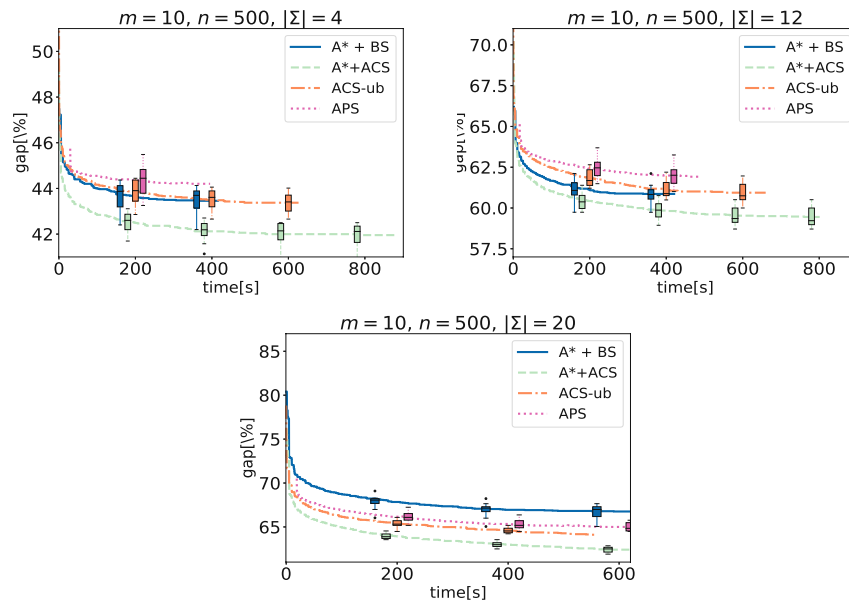 m = 10, n = 500, |Σ| = 4
gap[\%]
50
48
46
44
42
0
200
400
600
800
time[s]
A* + BS
A*+ACS
ACS-ub
APS
m = 10, n = 500, |Σ| = 12
gap[\%]
70.0
67.5
65.0
62.5
60.0
57.5
0
200
400
600
800
time[s]
A* + BS
A*+ACS
ACS-ub
APS
m = 10, n = 500, |Σ| = 20
gap[\%]
85
80
75
70
65
0
200
400
600
time[s]
A* + BS
A*+ACS
ACS-ub
APS